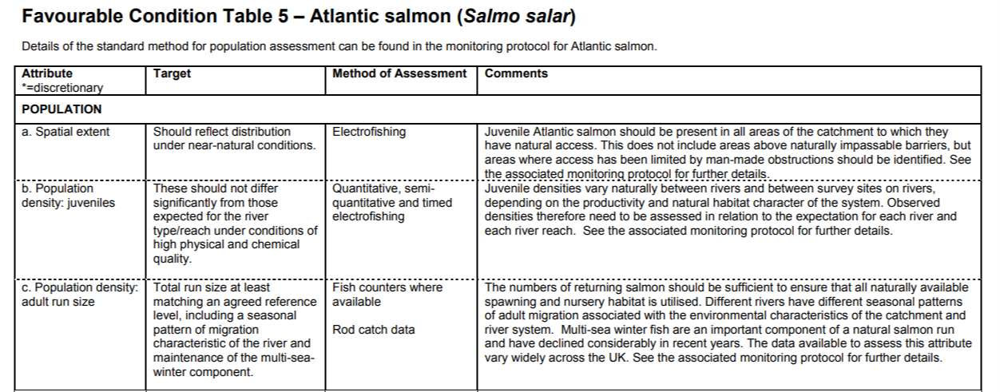 Favourable Condition Table 5 – Atlantic salmon (Salmo salar)
Details of the standard method for population assessment can be found in the monitoring protocol for Atlantic salmon.
Attribute
*=discretionary
Target
Method of Assessment
Comments
POPULATION
a. Spatial extent
Should reflect distribution
under near-natural conditions.
Electrofishing
Juvenile Atlantic salmon should be present in all areas of the catchment to which they
have natural access. This does not include areas above naturally impassable barriers, but
areas where access has been limited by man-made obstructions should be identified. See
the associated monitoring protocol for further details.
b. Population
density: juveniles
These should not differ
significantly from those
expected for the river
type/reach under conditions of
high physical and chemical
quality.
Quantitative, semi-
quantitative and timed
electrofishing
Juvenile densities vary naturally between rivers and between survey sites on rivers,
depending on the productivity and natural habitat character of the system. Observed
densities therefore need to be assessed in relation to the expectation for each river and
each river reach.  See the associated monitoring protocol for further details.
c. Population density:
adult run size
Total run size at least
matching an agreed reference
level, including a seasonal
pattern of migration
characteristic of the river and
maintenance of the multi-sea-
winter component.
Fish counters where
available
Rod catch data
The numbers of returning salmon should be sufficient to ensure that all naturally available
spawning and nursery habitat is utilised. Different rivers have different seasonal patterns
of adult migration associated with the environmental characteristics of the catchment and
river system.  Multi-sea winter fish are an important component of a natural salmon run
and have declined considerably in recent years. The data available to assess this attribute
vary widely across the UK. See the associated monitoring protocol for further details.